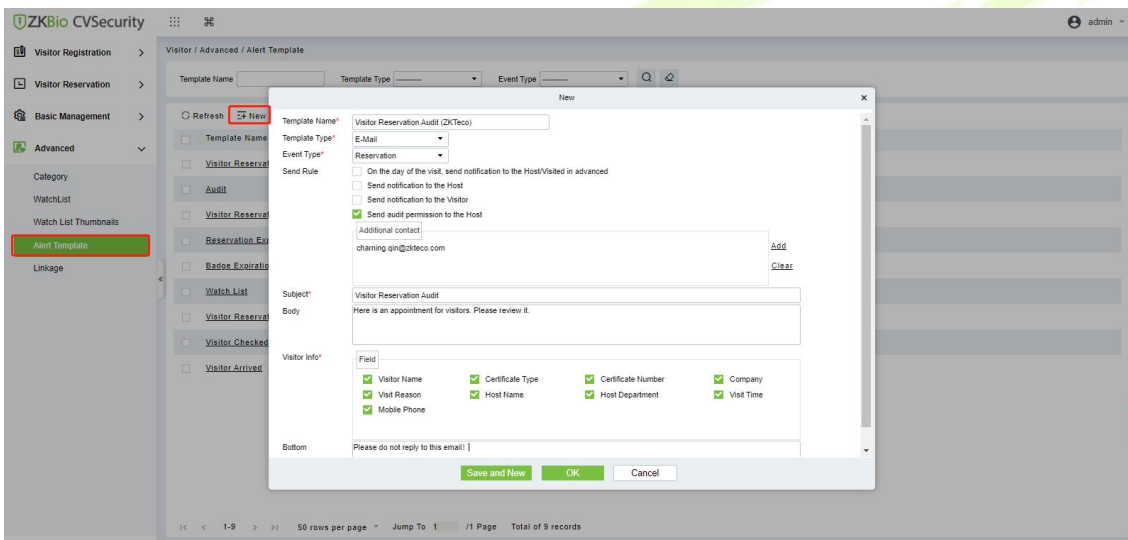 ZKBio CVSecurity
admin
Visitor Registration
Visitor Reservation
Basic Management
Advanced
Category
WatchList
Watch List Thumbnails
Alert Template
Linkage
Visitor / Advanced / Alert Template
Template Name
Template Type ----------
Event Type ----------
Refresh New
Template Name
Visitor Reservat
Audit
Visitor Reservat
Reservation Exp
Badge Expiratio
Watch List
Visitor Reservat
Visitor Checked
Visitor Arrived
1-9 50 rows per page Jump To 1 /1 Page Total of 9 records
New
Template Name* Visitor Reservation Audit (ZKTeco)
Template Type* E-Mail
Event Type* Reservation
Send Rule On the day of the visit, send notification to the Host/Visited in advanced
Send notification to the Host
Send notification to the Visitor
Send audit permission to the Host
Additional contact
charning.qin@zkteco.com
Add
Clear
Subject* Visitor Reservation Audit
Body Here is an appointment for visitors. Please review it.
Visitor Info* Field
Visitor Name Certificate Type Certificate Number Company
Visit Reason Host Name Host Department Visit Time
Mobile Phone
Bottom Please do not reply to this email!
Save and New OK Cancel